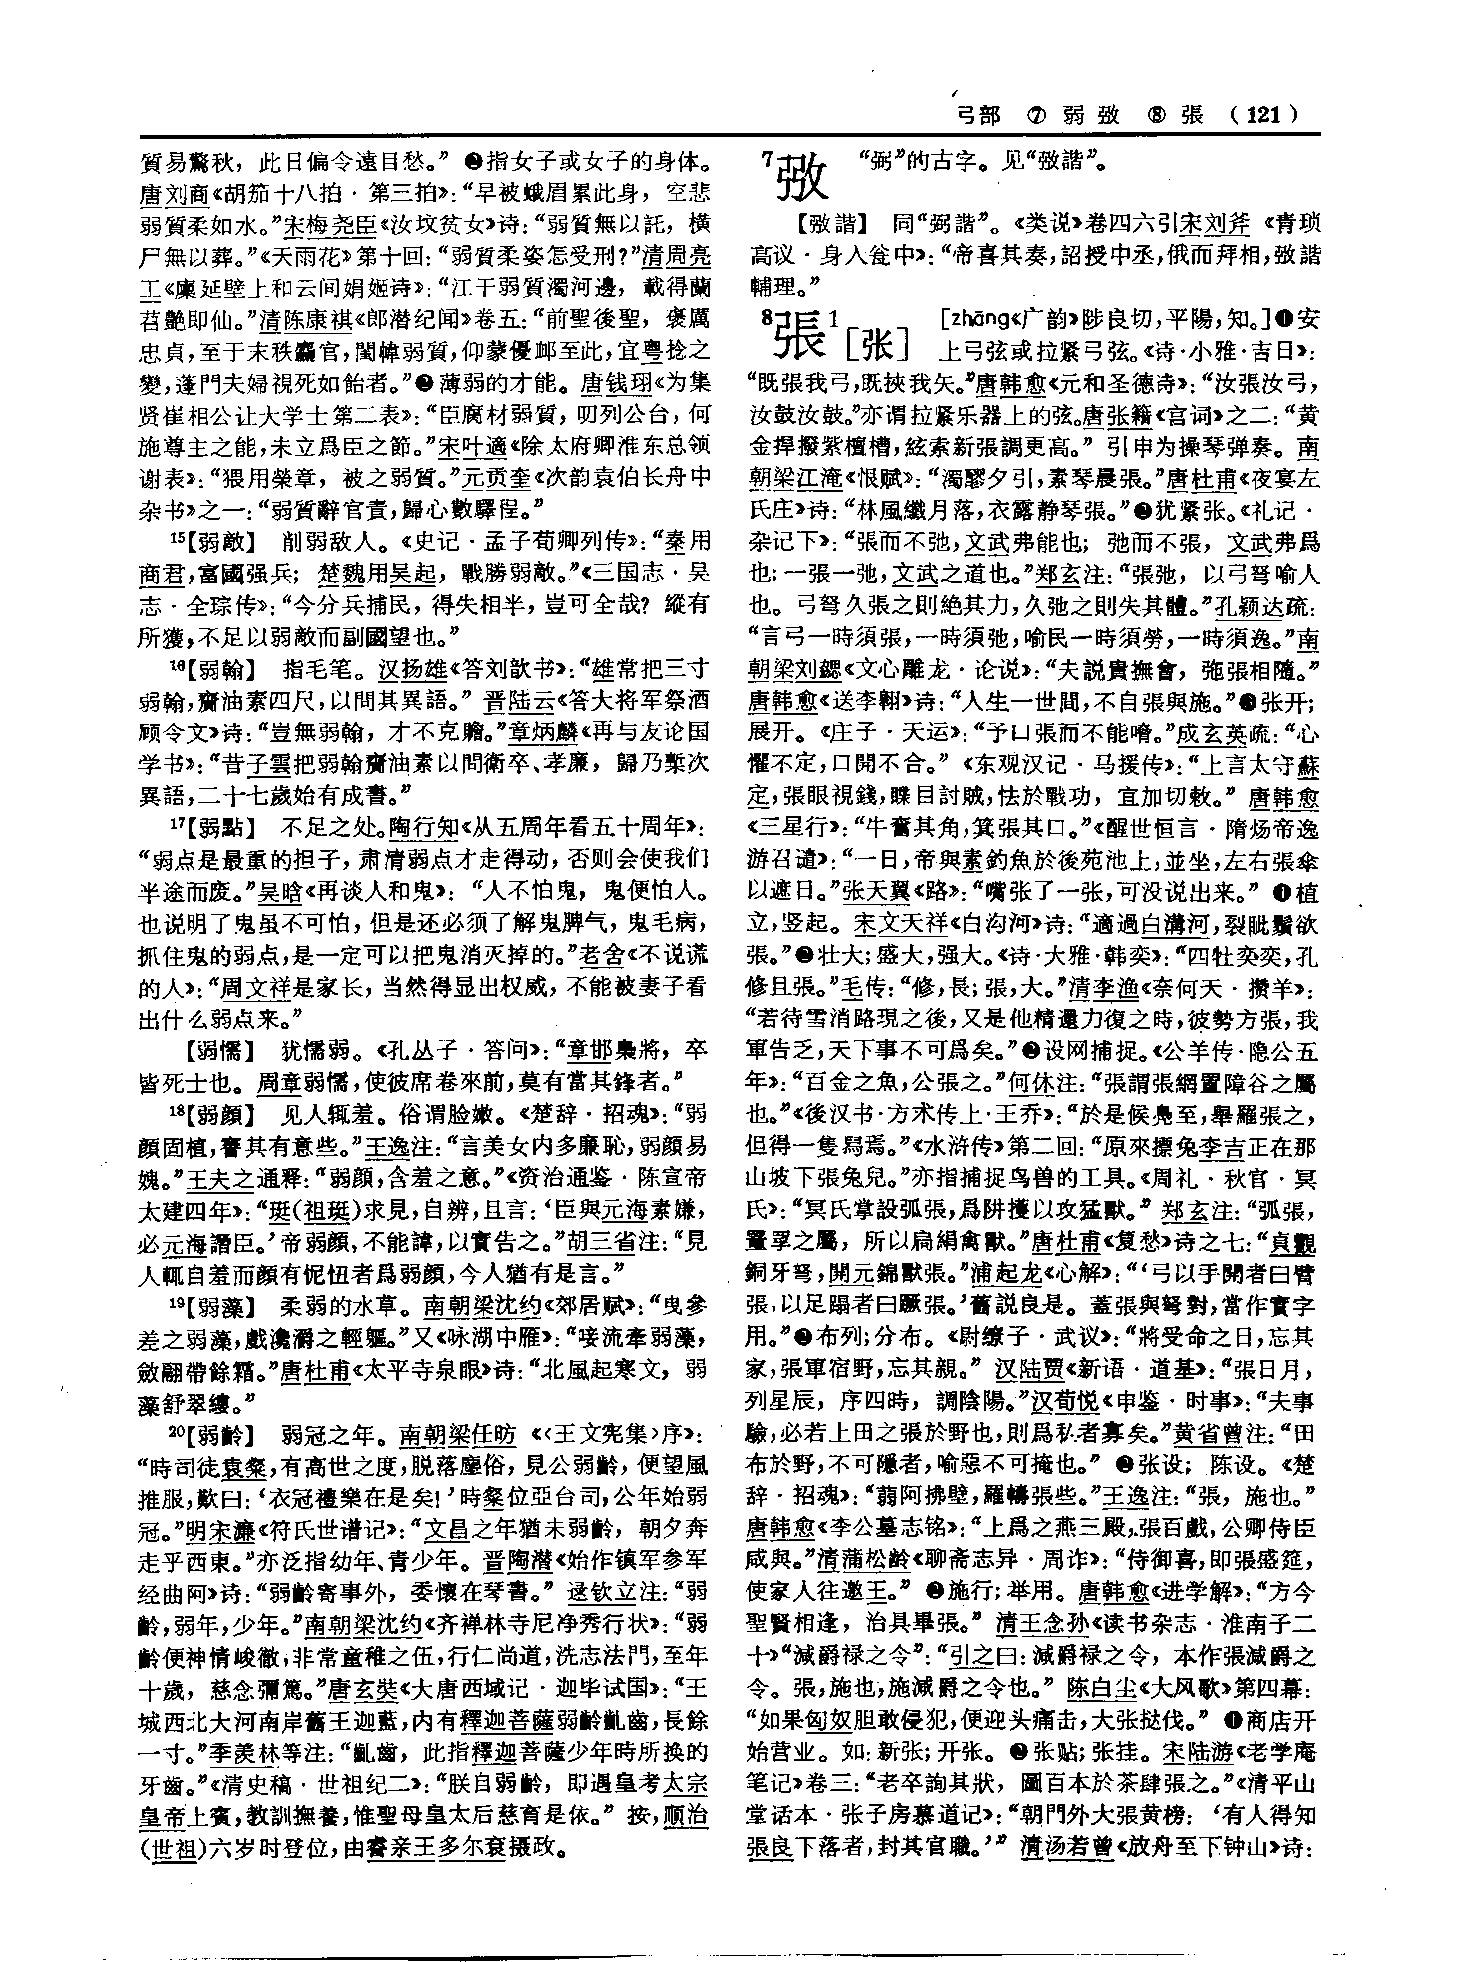 弓部 ⑦ 弱 弢 ⑧ 張 (121)
質易驚秋，此日偏令遠目愁。”❷指女子或女子的身体。
唐刘商《胡笳十八拍·第三拍》：“早被蛾眉累此身，空悲
弱質柔如水。”宋梅尧臣《汝坟贫女》诗：“弱質無以託，橫
尸無以葬。”《天雨花》第十回：“弱質柔姿怎受刑？”清周亮
工《廪延壁上和云间娟姬诗》：“江干弱質濁河邊，載得蘭
苕艷即仙。”清陈康祺《郎潜纪闻》卷五：“前聖後聖，褒厲
忠貞，至于末秩麤官，閨幃弱質，仰蒙優䘏至此，宜粤捻之
變，蓬門夫婦視死如飴者。”❸薄弱的才能。唐钱珝《为集
贤崔相公让大学士第二表》：“臣腐材弱質，叨列公台，何
施尊主之能，未立爲臣之節。”宋叶適《除太府卿淮东总领
谢表》：“猥用榮章，被之弱質。”元贡奎《次韵袁伯长舟中
杂书》之一：“弱質辭官責，歸心數驛程。”
15【弱敵】 削弱敌人。《史记·孟子荀卿列传》：“秦用
商君，富國强兵；楚魏用吴起，戰勝弱敵。”《三国志·吴
志·全琮传》：“今分兵捕民，得失相半，豈可全哉？縱有
所獲，不足以弱敵而副國望也。”
16【弱翰】 指毛笔。汉扬雄《答刘歆书》：“雄常把三寸
弱翰，齎油素四尺，以問其異語。”晋陆云《答大将军祭酒
顾令文》诗：“豈無弱翰，才不克贍。”章炳麟《再与友论国
学书》：“昔子雲把弱翰齎油素以問衛卒、孝廉，歸乃槧次
異語，二十七歲始有成書。”
17【弱點】 不足之处。陶行知《从五周年看五十周年》：
“弱点是最重的担子，肃清弱点才走得动，否则会使我们
半途而废。”吴晗《再谈人和鬼》：“人不怕鬼，鬼便怕人。
也说明了鬼虽不可怕，但是还必须了解鬼脾气，鬼毛病，
抓住鬼的弱点，是一定可以把鬼消灭掉的。”老舍《不说谎
的人》：“周文祥是家长，当然得显出权威，不能被妻子看
出什么弱点来。”
【弱懦】 犹懦弱。《孔丛子·答问》：“章邯梟將，卒
皆死士也。周章弱懦，使彼席卷來前，莫有當其鋒者。”
18【弱顔】 见人辄羞。俗谓脸嫩。《楚辞·招魂》：“弱
顔固植，謇其有意些。”王逸注：“言美女内多廉恥，弱顔易
媿。”王夫之通释：“弱顔，含羞之意。”《资治通鉴·陈宣帝
太建四年》：“珽(祖珽)求見，自辨，且言：‘臣與元海素嫌，
必元海譖臣。’帝弱顔，不能諱，以實告之。”胡三省注：“見
人輒自羞而顔有忸怩者爲弱顔，今人猶有是言。”
19【弱藻】 柔弱的水草。南朝梁沈约《郊居赋》：“曳參
差之弱藻，戲瀺灂之輕軀。”又《咏湖中雁》：“唼流牽弱藻，
斂翮帶餘霜。”唐杜甫《太平寺泉眼》诗：“北風起寒文，弱
藻舒翠縷。”
20【弱齡】 弱冠之年。南朝梁任昉《〈王文宪集〉序》：
“時司徒袁粲，有高世之度，脱落塵俗，見公弱齡，便望風
推服，歎曰：‘衣冠禮樂在是矣！’時粲位亞台司，公年始弱
冠。”明宋濂《符氏世谱记》：“文昌之年猶未弱齡，朝夕奔
走乎西東。”亦泛指幼年、青少年。晋陶潜《始作镇军参军
经曲阿》诗：“弱齡寄事外，委懷在琴書。”逯钦立注：“弱
齡，弱年，少年。”南朝梁沈约《齐禅林寺尼净秀行状》：“弱
齡便神情峻徹，非常童稚之伍，行仁尚道，洗志法門，至年
十歲，慈念彌篤。”唐玄奘《大唐西域记·迦毕试国》：“王
城西北大河南岸舊王迦藍，内有釋迦菩薩弱齡齓齒，長餘
一寸。”季羡林等注：“齓齒，此指釋迦菩薩少年時所换的
牙齒。”《清史稿·世祖纪二》：“朕自弱齡，即遇皇考太宗
皇帝上賓，教訓撫養，惟聖母皇太后慈育是依。”按，顺治
(世祖)六岁时登位，由睿亲王多尔衮摄政。
7 “弼”的古字。见“諧”。
【諧】 同“弼諧”。《类说》卷四六引宋刘斧《青琐
高议·身入瓮中》：“帝喜其奏，詔授中丞，俄而拜相，諧
輔理。”
8張1［张］ ［zhāng《广韵》陟良切，平陽，知。］❶安
上弓弦或拉紧弓弦。《诗·小雅·吉日》：
“既張我弓，既挾我矢。”唐韩愈《元和圣德诗》：“汝張汝弓，
汝鼓汝鼓。”亦谓拉紧乐器上的弦。唐张籍《宫词》之二：“黄
金捍撥紫檀槽，絃索新張調更高。”引申为操琴弹奏。南
朝梁江淹《恨赋》：“濁醪夕引，素琴晨張。”唐杜甫《夜宴左
氏庄》诗：“林風纖月落，衣露静琴張。”❷犹紧张。《礼记·
杂记下》：“張而不弛，文武弗能也；弛而不張，文武弗爲
也；一張一弛，文武之道也。”郑玄注：“張弛，以弓弩喻人
也。弓弩久張之則絶其力，久弛之則失其體。”孔颖达疏：
“言弓一時須張，一時須弛，喻民一時須勞，一時須逸。”南
朝梁刘勰《文心雕龙·论说》：“夫説貴撫會，弛張相隨。”
唐韩愈《送李翱》诗：“人生一世間，不自張與施。”❸张开；
展开。《庄子·天运》：“予口張而不能嗋。”成玄英疏：“心
懼不定，口開不合。”《东观汉记·马援传》：“上言太守蘇
定，張眼視錢，䁋目討賊，怯於戰功，宜加切敕。”唐韩愈
《三星行》：“牛奮其角，箕張其口。”《醒世恒言·隋炀帝逸
游召谴》：“一日，帝與素釣魚於後苑池上，並坐，左右張傘
以遮日。”张天翼《路》：“嘴张了一张，可没说出来。”❹植
立，竖起。宋文天祥《白沟河》诗：“適過白溝河，裂眦鬚欲
張。”❺壮大；盛大，强大。《诗·大雅·韩奕》：“四牡奕奕，孔
修且張。”毛传：“修，長；張，大。”清李渔《奈何天·攒羊》：
“若待雪消路現之後，又是他精還力復之時，彼勢方張，我
軍告乏，天下事不可爲矣。”❻设网捕捉。《公羊传·隐公五
年》：“百金之魚，公張之。”何休注：“張謂張網罟障谷之屬
也。”《後汉书·方术传上·王乔》：“於是候鳧至，舉羅張之，
但得一隻舄焉。”《水浒传》第二回：“原來摽兔李吉正在那
山坡下張兔兒。”亦指捕捉鸟兽的工具。《周礼·秋官·冥
氏》：“冥氏掌設弧張，爲阱擭以攻猛獸。”郑玄注：“弧張，
罿罦之屬，所以扃絹禽獸。”唐杜甫《复愁》诗之七：“貞觀
銅牙弩，開元錦獸張。”浦起龙《心解》：“‘弓以手開者曰臂
張，以足蹋者曰蹶張。’舊説良是。蓋張與弩對，當作實字
用。”❼布列；分布。《尉缭子·武议》：“將受命之日，忘其
家，張軍宿野，忘其親。”汉陆贾《新语·道基》：“張日月，
列星辰，序四時，調陰陽。”汉荀悦《申鉴·时事》：“夫事
驗，必若土田之張於野也，則爲私者寡矣。”黄省曾注：“田
布於野，不可隱者，喻惡不可掩也。”❽张设；陈设。《楚
辞·招魂》：“蒻阿拂壁，羅幬張些。”王逸注：“張，施也。”
唐韩愈《李公墓志铭》：“上爲之燕三殿，張百戲，公卿侍臣
咸與。”清蒲松龄《聊斋志异·周诈》：“侍御喜，即張盛筵，
使家人往邀王。”❾施行；举用。唐韩愈《进学解》：“方今
聖賢相逢，治具畢張。”清王念孙《读书杂志·淮南子二
十》“減爵禄之令”：“引之曰：減爵禄之令，本作張減爵之
令。張，施也，施減爵之令也。”陈白尘《大风歌》第四幕：
“如果匈奴胆敢侵犯，便迎头痛击，大张挞伐。”❿商店开
始营业。如：新张；开张。⓫张贴；张挂。宋陆游《老学庵
笔记》卷三：“老卒詢其狀，圖百本於茶肆張之。”《清平山
堂话本·张子房慕道记》：“朝門外大張黄榜：‘有人得知
張良下落者，封其官職。’”清汤若曾《放舟至下钟山》诗：